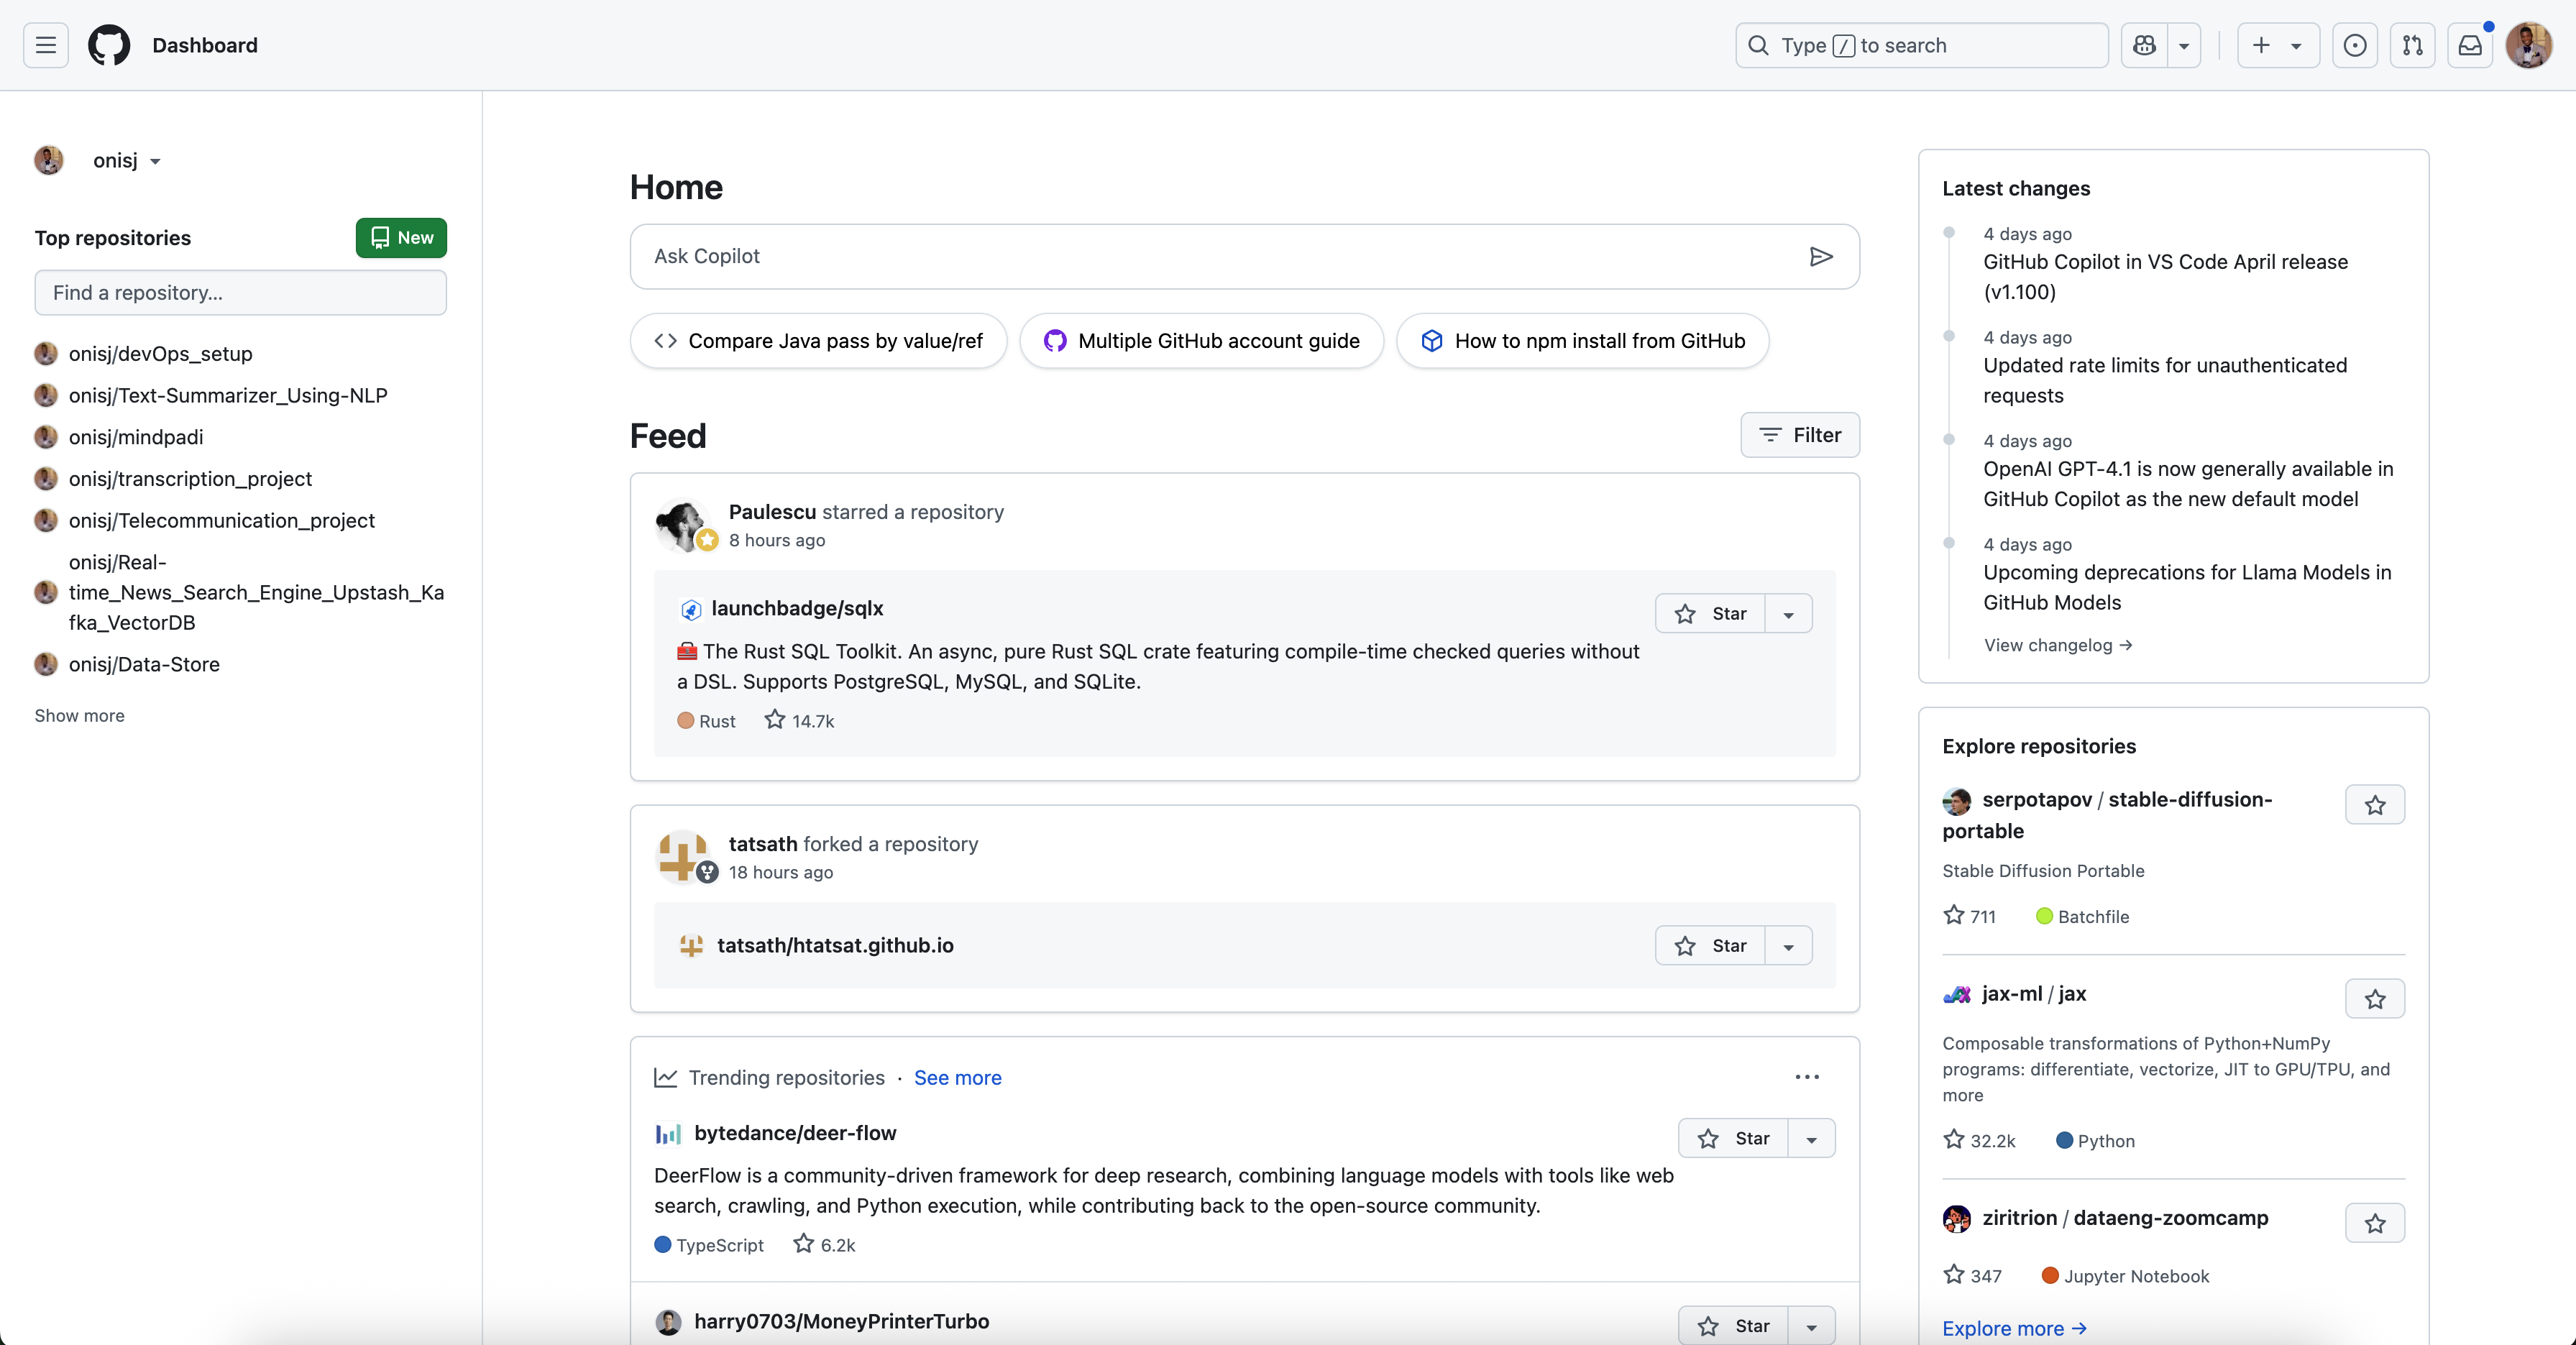 Dashboard
Type / to search
onisj
Top repositories
New
Find a repository...
onisj/devOps_setup
onisj/Text-Summarizer_Using-NLP
onisj/mindpadi
onisj/transcription_project
onisj/Telecommunication_project
onisj/Real-
time_News_Search_Engine_Upstash_Ka
fka_VectorDB
onisj/Data-Store
Show more
Home
Ask Copilot
Compare Java pass by value/ref
Multiple GitHub account guide
How to npm install from GitHub
Feed
Filter
Paulescu starred a repository
8 hours ago
launchbadge/sqlx
Star
The Rust SQL Toolkit. An async, pure Rust SQL crate featuring compile-time checked queries without
a DSL. Supports PostgreSQL, MySQL, and SQLite.
Rust 14.7k
tatsath forked a repository
18 hours ago
tatsath/htatsat.github.io
Star
Trending repositories · See more
bytedance/deer-flow
Star
DeerFlow is a community-driven framework for deep research, combining language models with tools like web
search, crawling, and Python execution, while contributing back to the open-source community.
TypeScript 6.2k
harry0703/MoneyPrinterTurbo
Star
Latest changes
4 days ago
GitHub Copilot in VS Code April release
(v1.100)
4 days ago
Updated rate limits for unauthenticated
requests
4 days ago
OpenAI GPT-4.1 is now generally available in
GitHub Copilot as the new default model
4 days ago
Upcoming deprecations for Llama Models in
GitHub Models
View changelog →
Explore repositories
serpotapov / stable-diffusion-
portable
Stable Diffusion Portable
711 Batchfile
jax-ml / jax
Composable transformations of Python+NumPy
programs: differentiate, vectorize, JIT to GPU/TPU, and
more
32.2k Python
ziritrion / dataeng-zoomcamp
347 Jupyter Notebook
Explore more →